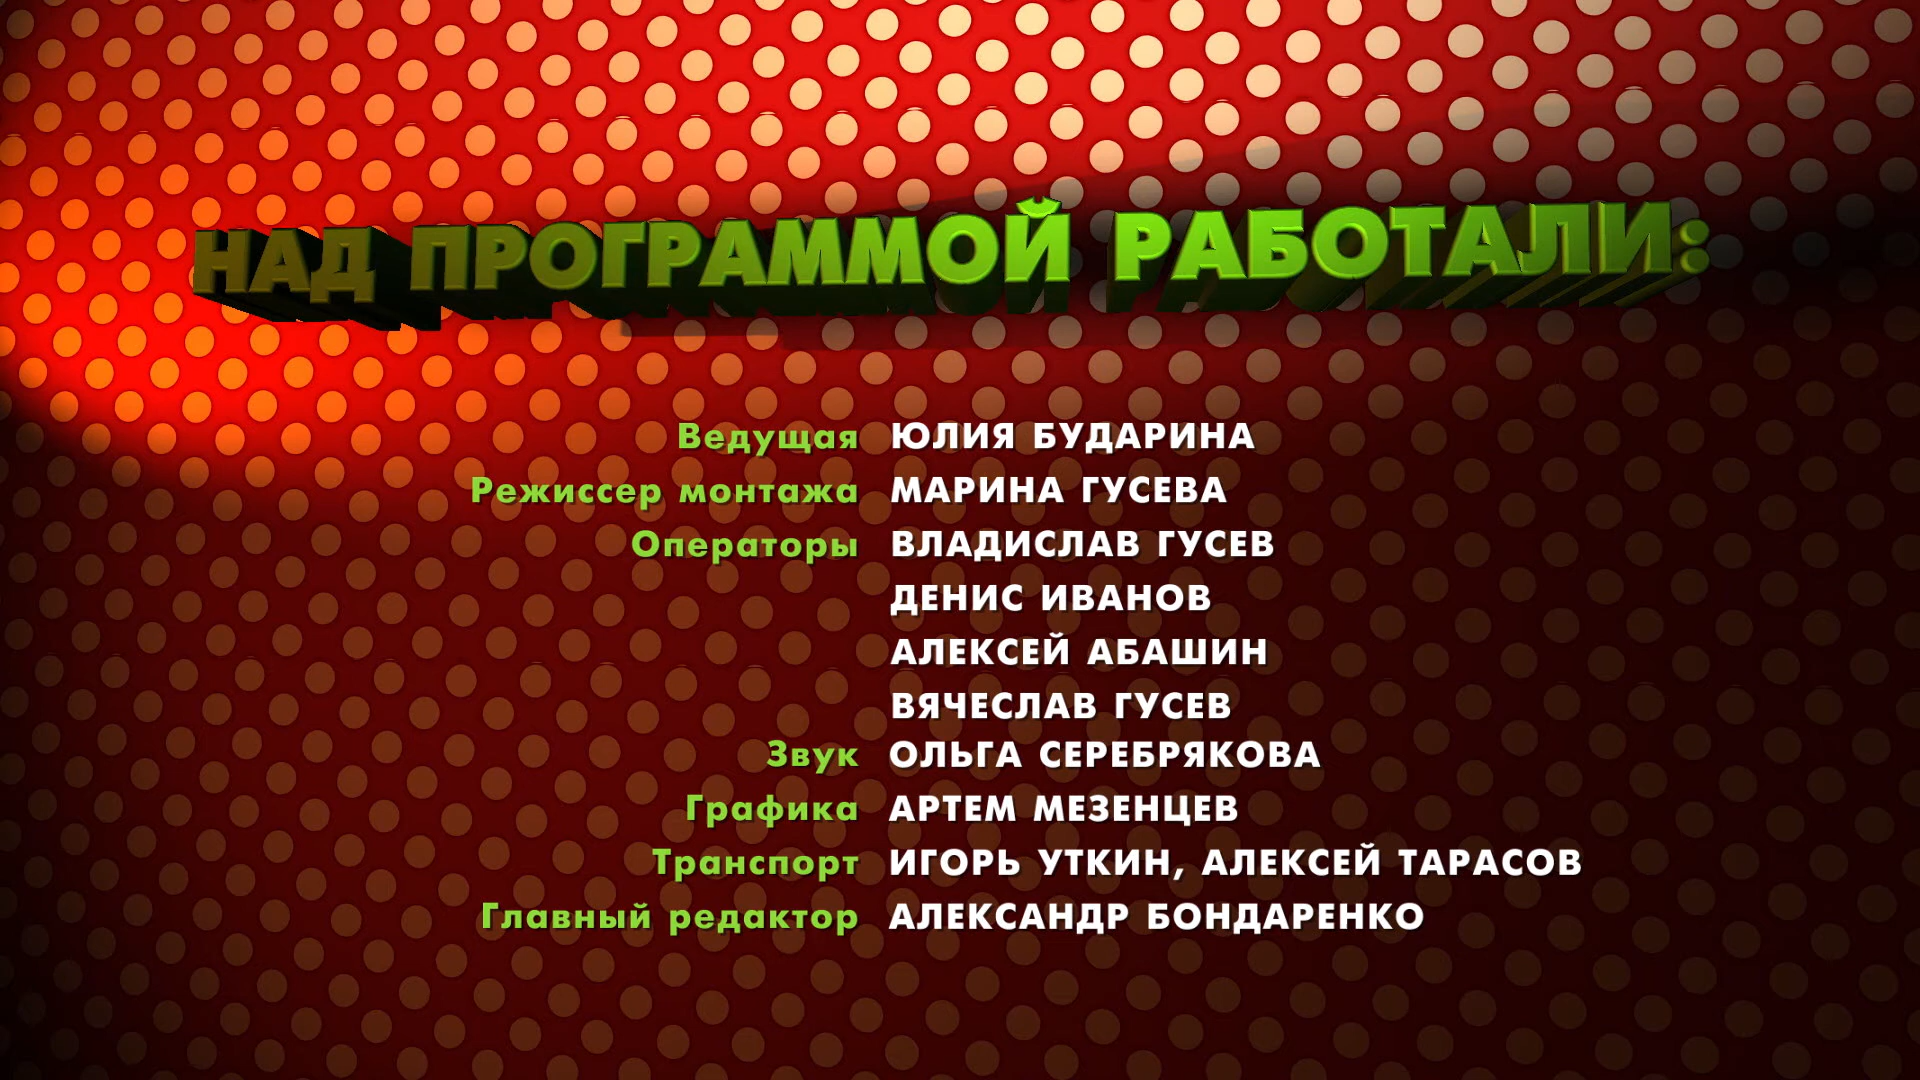 НАД ПРОГРАММОЙ РАБОТАЛИ:
Ведущая ЮЛИЯ БУДАРИНА
Режиссер монтажа МАРИНА ГУСЕВА
Операторы ВЛАДИСЛАВ ГУСЕВ
ДЕНИС ИВАНОВ
АЛЕКСЕЙ АБАШИН
ВЯЧЕСЛАВ ГУСЕВ
Звук ОЛЬГА СЕРЕБРЯКОВА
Графика АРТЕМ МЕЗЕНЦЕВ
Транспорт ИГОРЬ УТКИН, АЛЕКСЕЙ ТАРАСОВ
Главный редактор АЛЕКСАНДР БОНДАРЕНКО